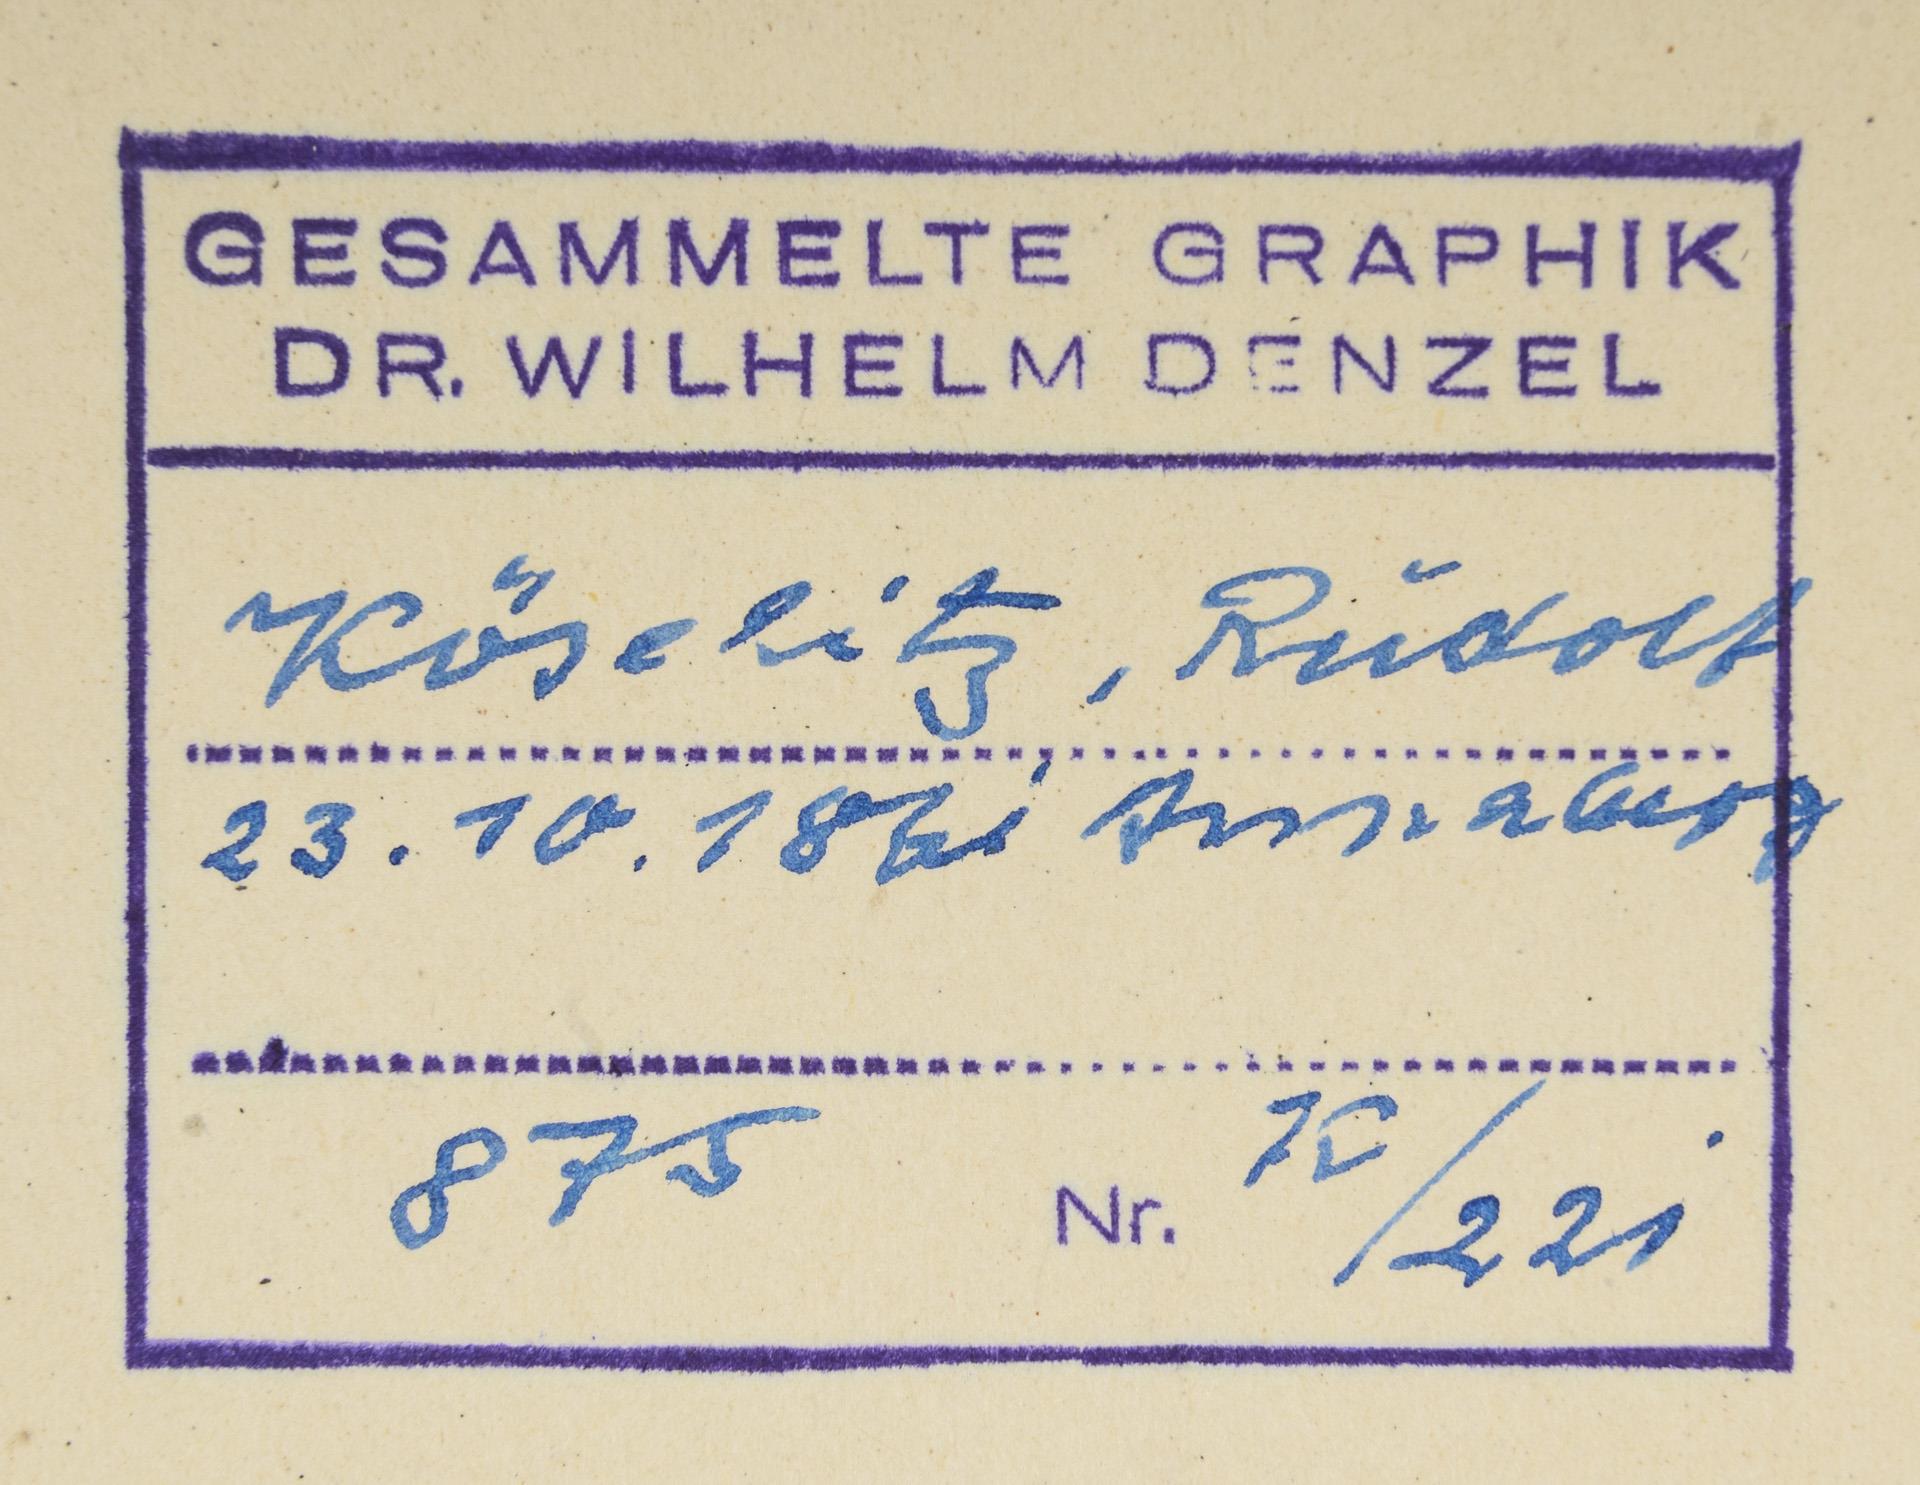 GESAMMELTE GRAPHIK
DR. WILHELM DENZEL
Köselitz, Rudolf
23. 10. 1861 Annaberg
875 Nr. K/221